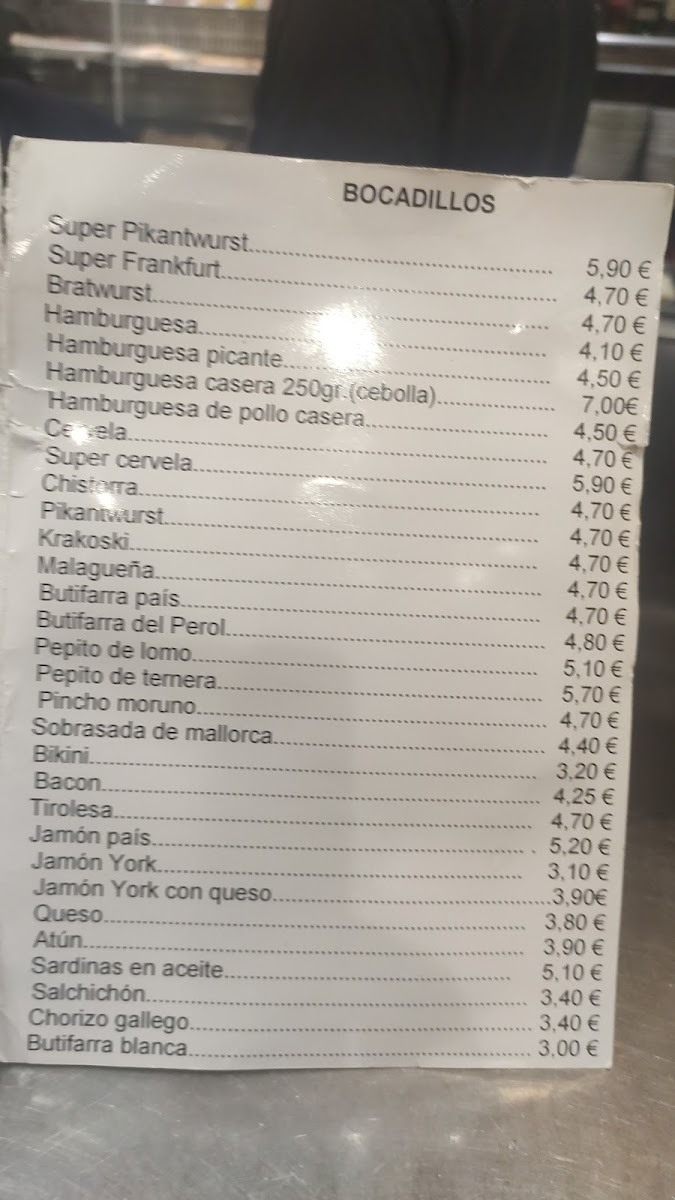 BOCADILLOS
Super Pikantwurst........ 5,90 €
Super Frankfurt........ 4,70 €
Bratwurst........ 4,70 €
Hamburguesa........ 4,10 €
Hamburguesa picante........ 4,50 €
Hamburguesa casera 250gr.(cebolla)........ 7,00€
Hamburguesa de pollo casera........ 4,50 €
Cervela........ 4,70 €
Super cervela........ 5,90 €
Chistorra........ 4,70 €
Pikantwurst........ 4,70 €
Krakoski........ 4,70 €
Malagueña........ 4,70 €
Butifarra país........ 4,70 €
Butifarra del Perol........ 4,80 €
Pepito de lomo........ 5,10 €
Pepito de ternera........ 5,70 €
Pincho moruno........ 4,70 €
Sobrasada de mallorca........ 4,40 €
Bikini........ 3,20 €
Bacon........ 4,25 €
Tirolesa........ 4,70 €
Jamón país........ 5,20 €
Jamón York........ 3,10 €
Jamón York con queso........3,90€
Queso........ 3,80 €
Atún........ 3,90 €
Sardinas en aceite........ 5,10 €
Salchichón........ 3,40 €
Chorizo gallego........ 3,40 €
Butifarra blanca........ 3,00 €